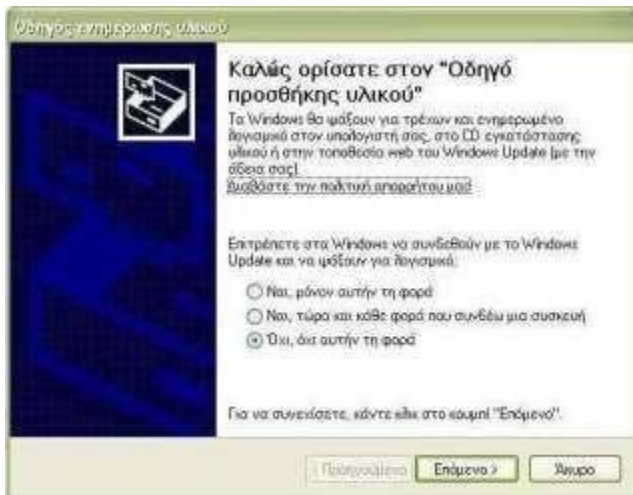 Οδηγός ενημέρωσης υλικού
Καλώς ορίσατε στον "Οδηγό
προσθήκης υλικού"
Τα Windows θα ψάξουν για τρέχων και ενημερωμένο
λογισμικό στον υπολογιστή σας, στο CD εγκατάστασης
υλικού ή στην τοποθεσία web του Windows Update (με την
άδεια σας).
Διαβάστε την πολιτική απορρήτου μας
Επιτρέπετε στα Windows να συνδεθούν με το Windows
Update και να ψάξουν για λογισμικό;
Ναι, μόνον αυτήν τη φορά
Ναι, τώρα και κάθε φορά που συνδέω μια συσκευή
Όχι, όχι αυτήν τη φορά
Για να συνεχίσετε, κάντε κλικ στο κουμπί "Επόμενο".
< Προηγούμενο
Επόμενο >
Άκυρο